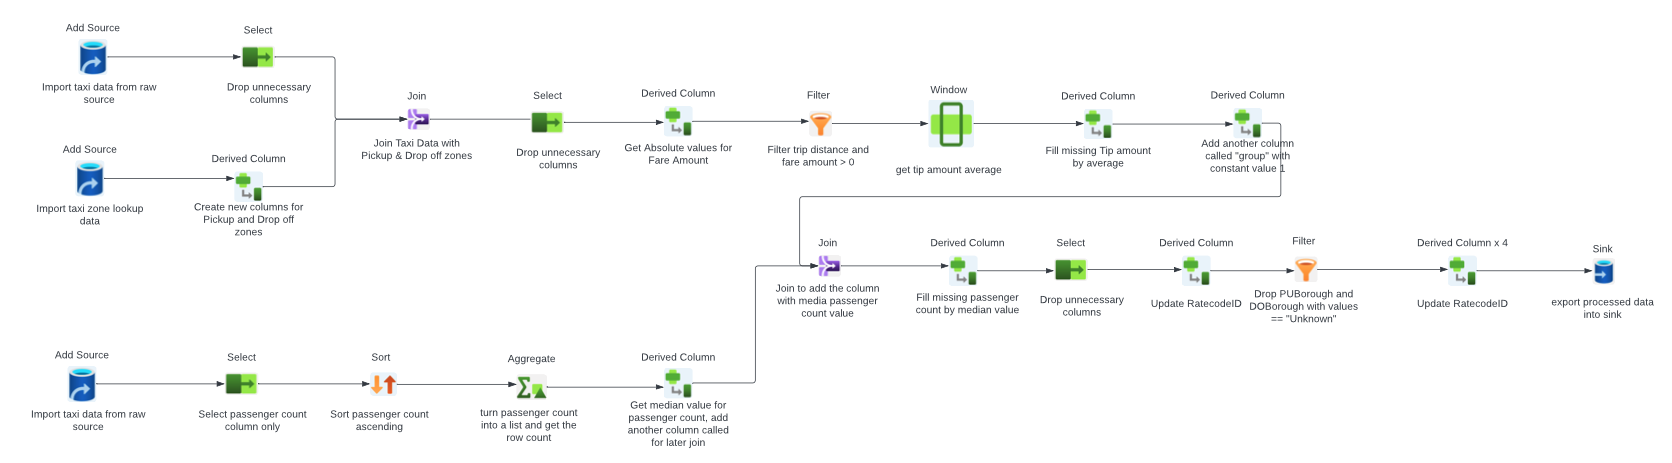 Add Source
Import taxi data from raw
source
Select
Drop unnecessary
columns
Add Source
Import taxi zone lookup
data
Derived Column
Create new columns for
Pickup and Drop off
zones
Join
Join Taxi Data with
Pickup & Drop off zones
Select
Drop unnecessary
columns
Derived Column
Get Absolute values for
Fare Amount
Filter
Filter trip distance and
fare amount > 0
Window
get tip amount average
Derived Column
Fill missing Tip amount
by average
Derived Column
Add another column
called "group" with
constant value 1
Join
Join to add the column
with media passenger
count value
Derived Column
Fill missing passenger
count by median value
Select
Drop unnecessary
columns
Derived Column
Update RatecodeID
Filter
Drop PUBorough and
DOBorough with values
== "Unknown"
Derived Column x 4
Update RatecodeID
Sink
export processed data
into sink
Add Source
Import taxi data from raw
source
Select
Select passenger count
column only
Sort
Sort passenger count
ascending
Aggregate
turn passenger count
into a list and get the
row count
Derived Column
Get median value for
passenger count, add
another column called
for later join